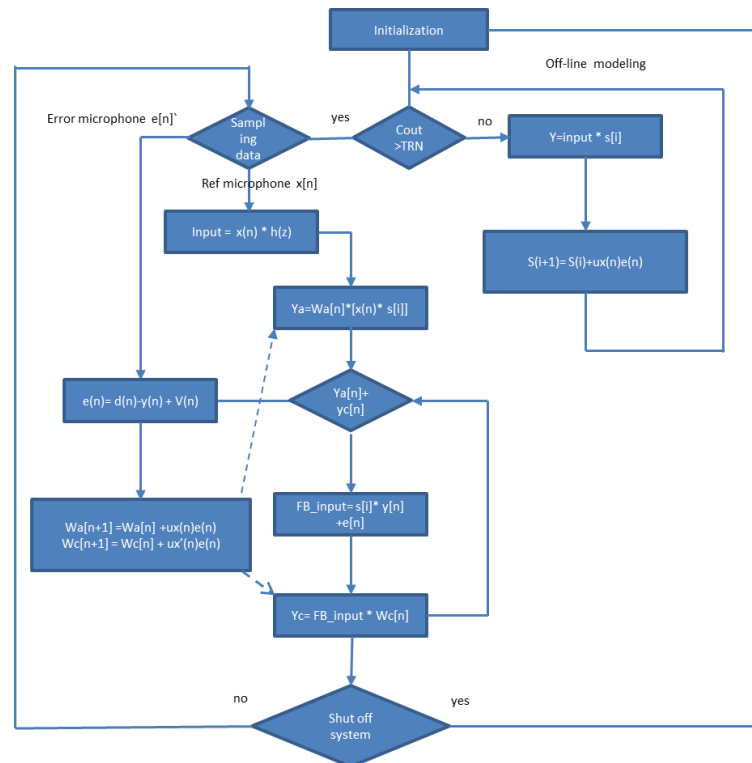 Initialization
Off-line modeling
Error microphone e[n]`
yes
Sampl
ing
data
Cout
>TRN
no
Y=input * s[i]
Ref microphone x[n]
Input = x(n) * h(z)
S(i+1)= S(i)+ux(n)e(n)
Ya=Wa[n]*[x(n)* s[i]]
e(n)= d(n)-y(n) + V(n)
Ya[n]+
yc[n]
FB_input= s[i]* y[n]
+e[n]
Wa[n+1] =Wa[n] +ux(n)e(n)
Wc[n+1] = Wc[n] + ux'(n)e(n)
Yc= FB_input * Wc[n]
no
yes
Shut off
system